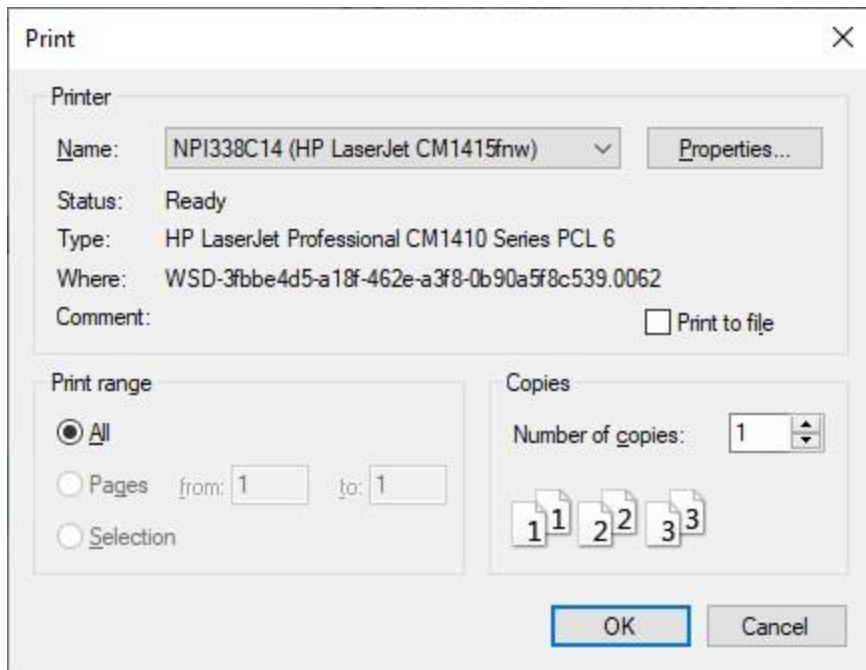 Print
Printer
Name: NPI338C14 (HP LaserJet CM1415fnw) Properties...
Status: Ready
Type: HP LaserJet Professional CM1410 Series PCL 6
Where: WSD-3fbbe4d5-a18f-462e-a3f8-0b90a5f8c539.0062
Comment:
Print to file
Print range
All
Pages from: 1 to: 1
Selection
Copies
Number of copies: 1
1 1 2 2 3 3
OK Cancel